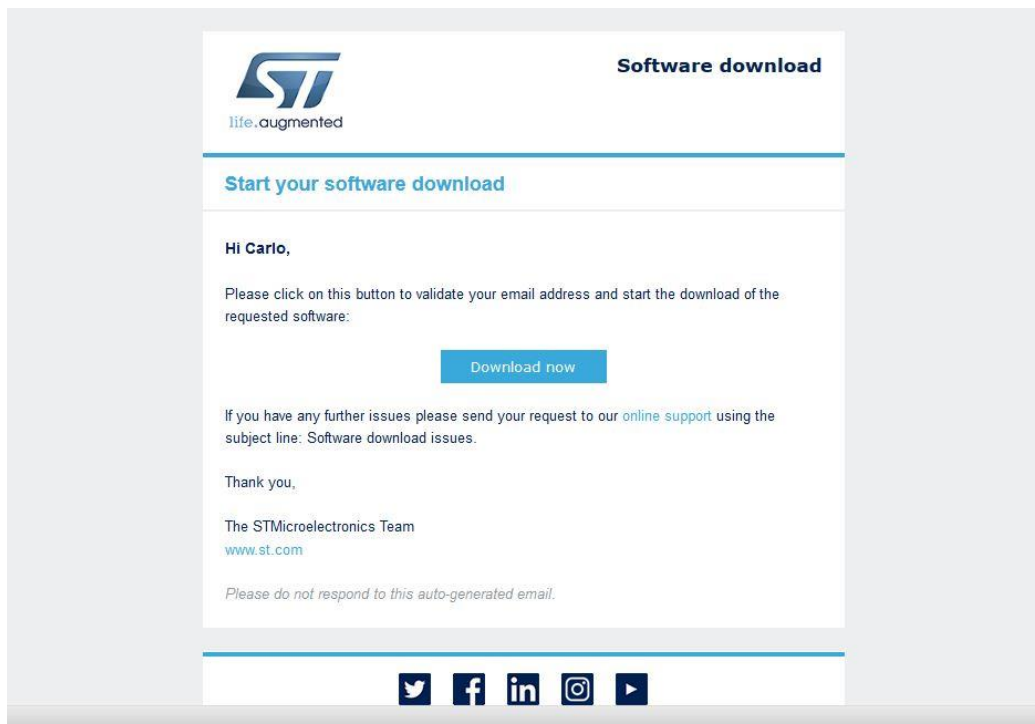 ST
life.augmented
Software download
Start your software download
Hi Carlo,
Please click on this button to validate your email address and start the download of the
requested software:
Download now
If you have any further issues please send your request to our online support using the
subject line: Software download issues.
Thank you,
The STMicroelectronics Team
www.st.com
Please do not respond to this auto-generated email.